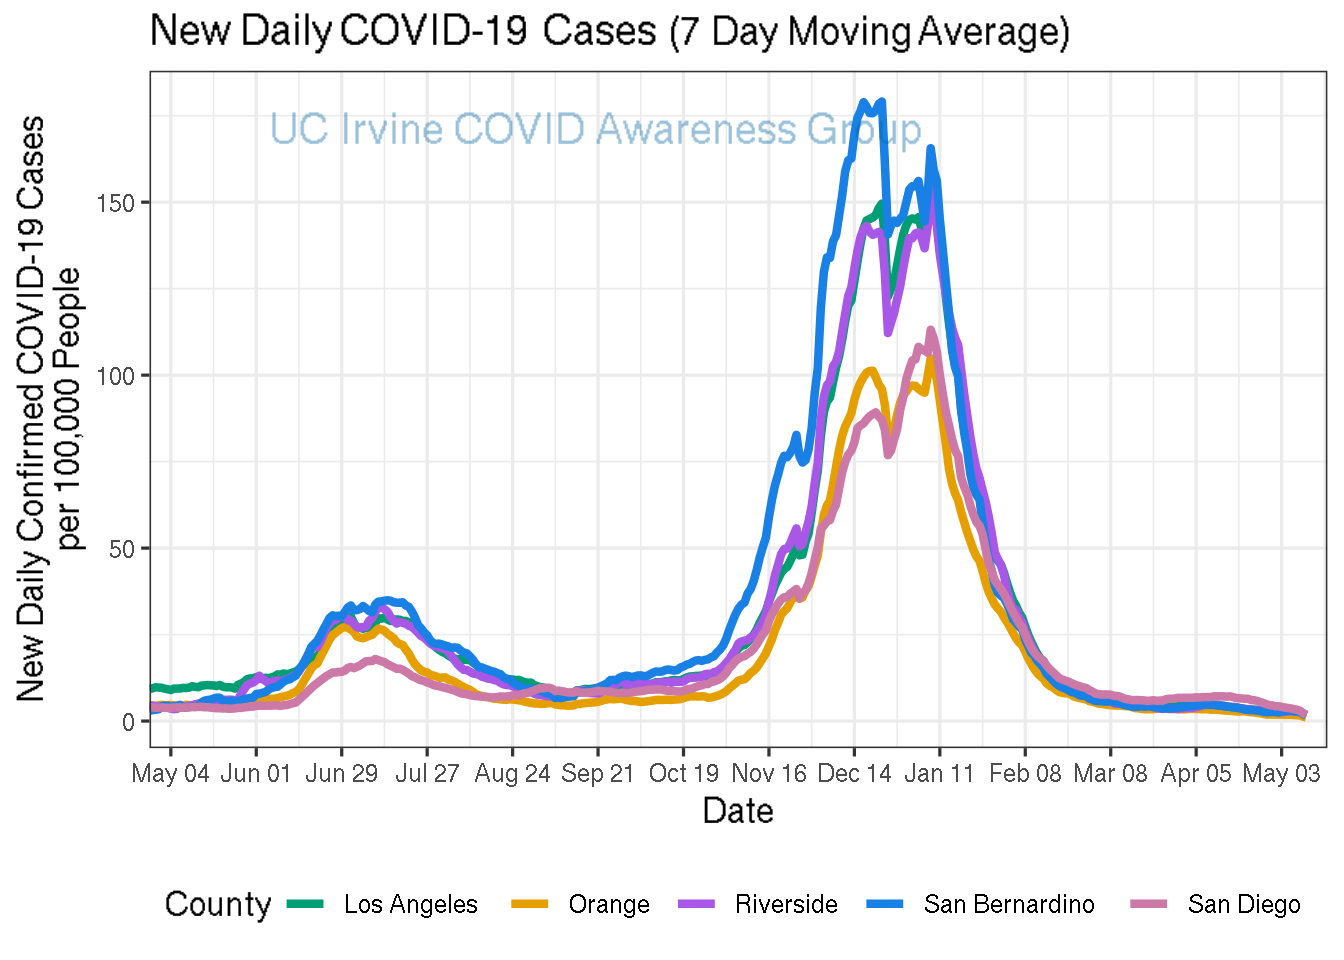 New Daily COVID-19 Cases (7 Day Moving Average)
UC Irvine COVID Awareness Group
New Daily Confirmed COVID-19 Cases
per 100,000 People
150
100
50
0
May 04 Jun 01 Jun 29 Jul 27 Aug 24 Sep 21 Oct 19 Nov 16 Dec 14 Jan 11 Feb 08 Mar 08 Apr 05 May 03
Date
County Los Angeles Orange Riverside San Bernardino San Diego